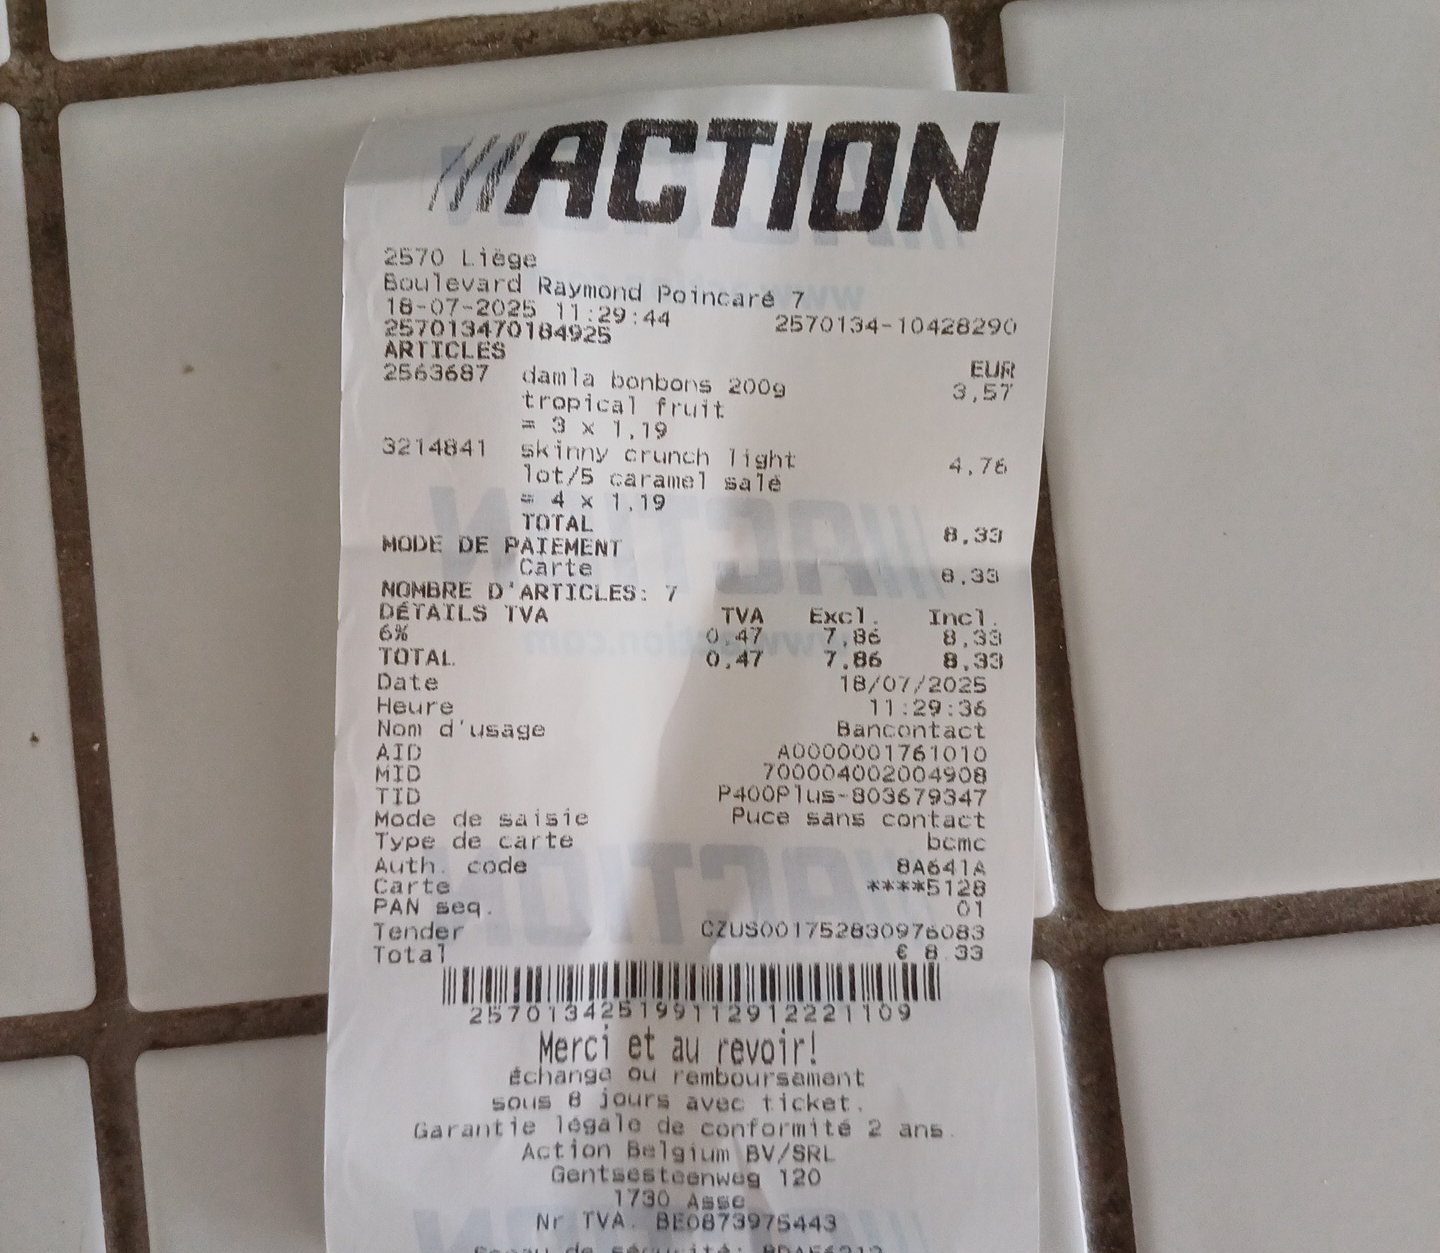 ACTION
2570 Liège
Boulevard Raymond Poincaré 7
18-07-2025 11:29:44 2570134-10428290
257013470184925
ARTICLES EUR
2563687 damla bonbons 200g 3,57
tropical fruit
= 3 x 1,19
3214841 skinny crunch light 4,76
lot/5 caramel salé
= 4 x 1,19
TOTAL 8,33
MODE DE PAIEMENT
Carte 8,33
NOMBRE D'ARTICLES: 7
DÉTAILS TVA TVA Excl. Incl.
6% 0,47 7,86 8,33
TOTAL 0,47 7,86 8,33
Date 18/07/2025
Heure 11:29:36
Nom d'usage Bancontact
AID A0000001761010
MID 700004002004908
TID P400Plus-803679347
Mode de saisie Puce sans contact
Type de carte bcmc
Auth. code 8A641A
Carte ****5128
PAN seq. 01
Tender CZUS001752830976083
Total € 8.33
257013425199112912221109
Merci et au revoir!
échange ou remboursement
sous 8 jours avec ticket.
Garantie légale de conformité 2 ans.
Action Belgium BV/SRL
Gentsesteenweg 120
1730 Asse
Nr TVA. BE0873975443